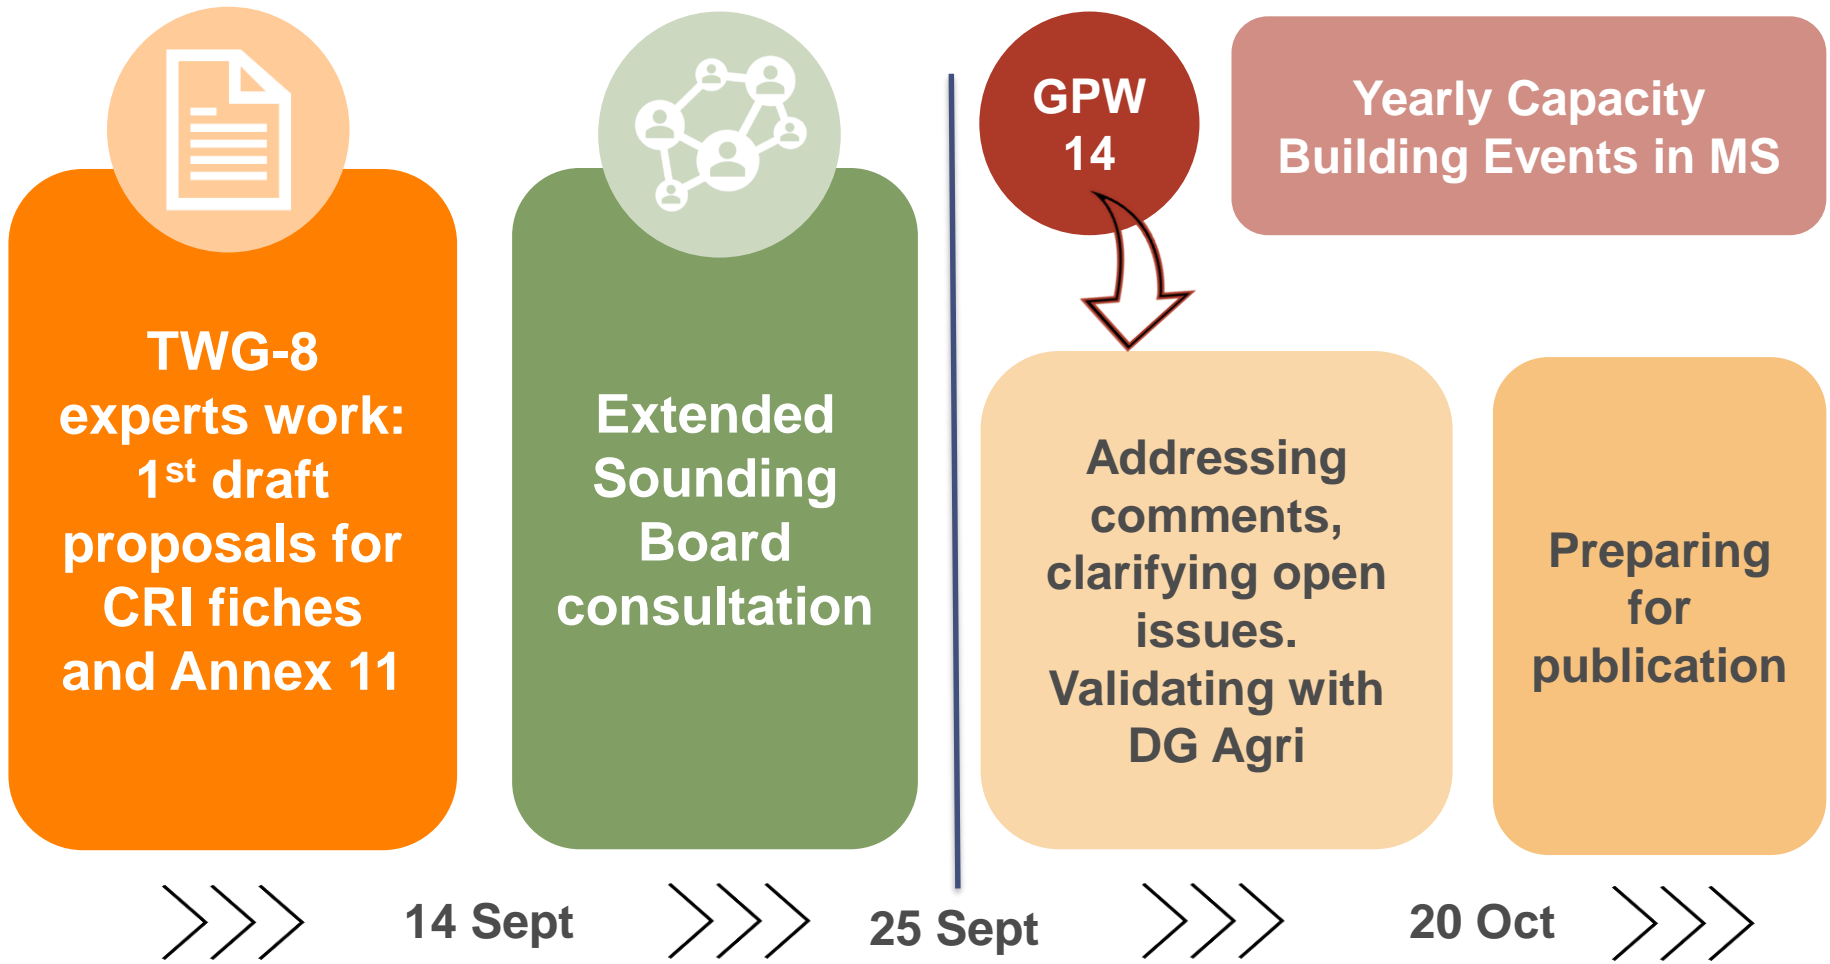 TWG-8
experts work:
1st draft
proposals for
CRI fiches
and Annex 11
Extended
Sounding
Board
consultation
GPW
14
Yearly Capacity
Building Events in MS
Addressing
comments,
clarifying open
issues.
Validating with
DG Agri
Preparing
for
publication
14 Sept
25 Sept
20 Oct